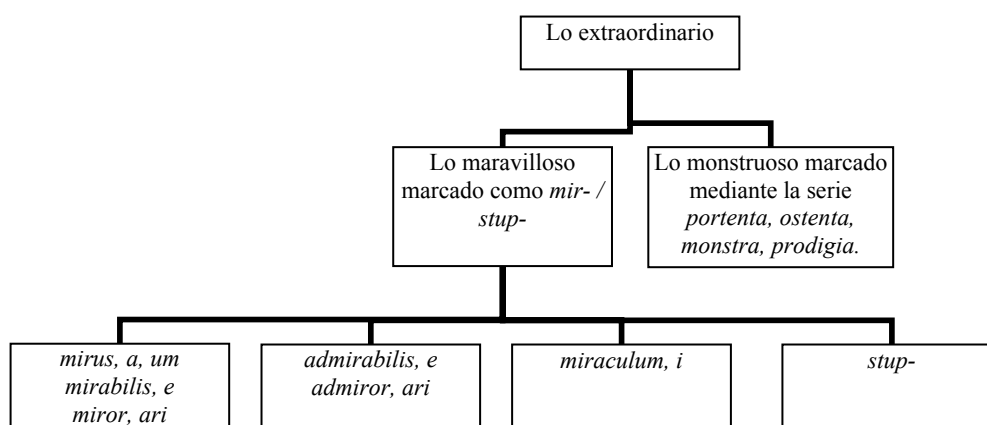 Lo extraordinario
Lo maravilloso
marcado como mir- /
stup-
Lo monstruoso marcado
mediante la serie
portenta, ostenta,
monstra, prodigia.
mirus, a, um
mirabilis, e
miror, ari
admirabilis, e
admiror, ari
miraculum, i
stup-